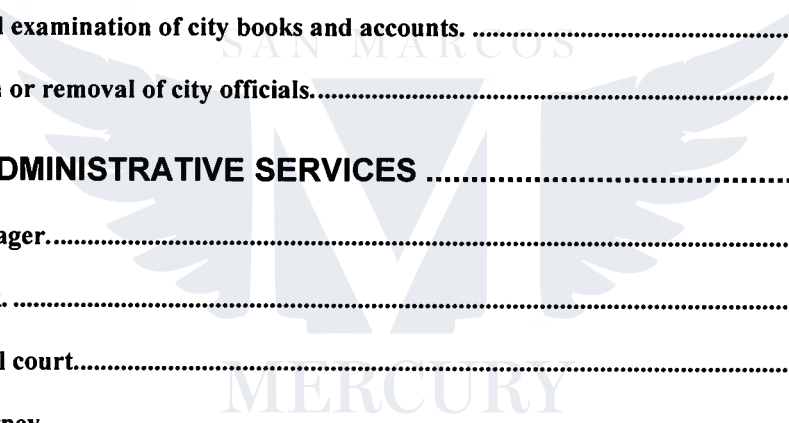 examination of city books and accounts. ........................................
SAN MARCOS
or removal of city officials........................................
DMINISTRATIVE SERVICES ........................................
ager........................................
........................................
l court........................................
MERCURY